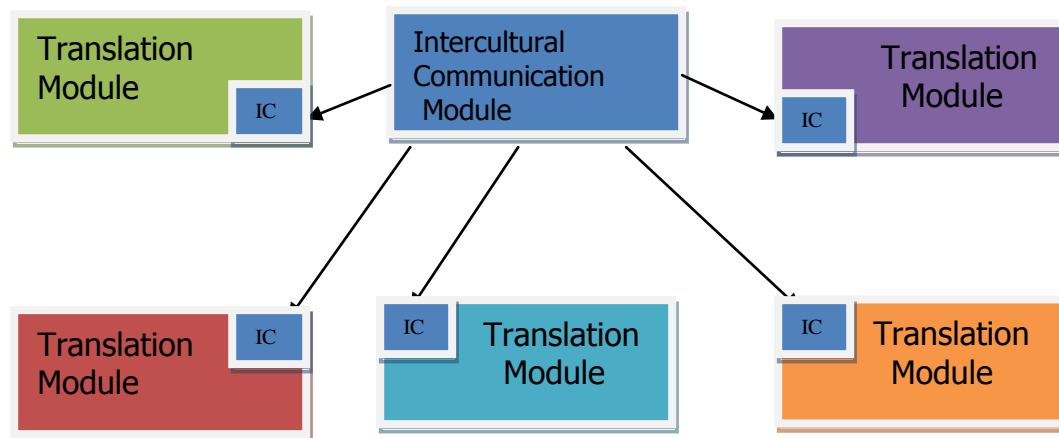 Translation
Module
IC
Intercultural
Communication
Module
Translation
Module
IC
Translation
Module
IC
IC
Translation
Module
IC
Translation
Module